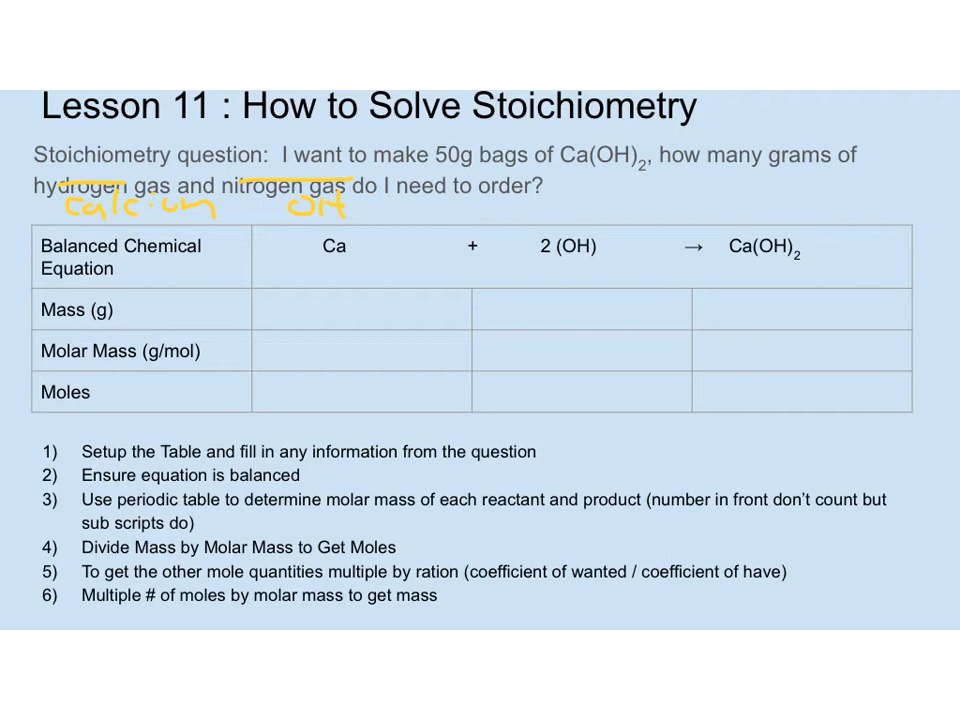 Lesson 11 : How to Solve Stoichiometry
Stoichiometry question:  I want to make 50g bags of Ca(OH)2, how many grams of
hydrogen gas and nitrogen gas do I need to order?
calcium OH
Balanced Chemical Equation Ca + 2 (OH) → Ca(OH)2
Mass (g)
Molar Mass (g/mol)
Moles
1) Setup the Table and fill in any information from the question
2) Ensure equation is balanced
3) Use periodic table to determine molar mass of each reactant and product (number in front don't count but
sub scripts do)
4) Divide Mass by Molar Mass to Get Moles
5) To get the other mole quantities multiple by ration (coefficient of wanted / coefficient of have)
6) Multiple # of moles by molar mass to get mass